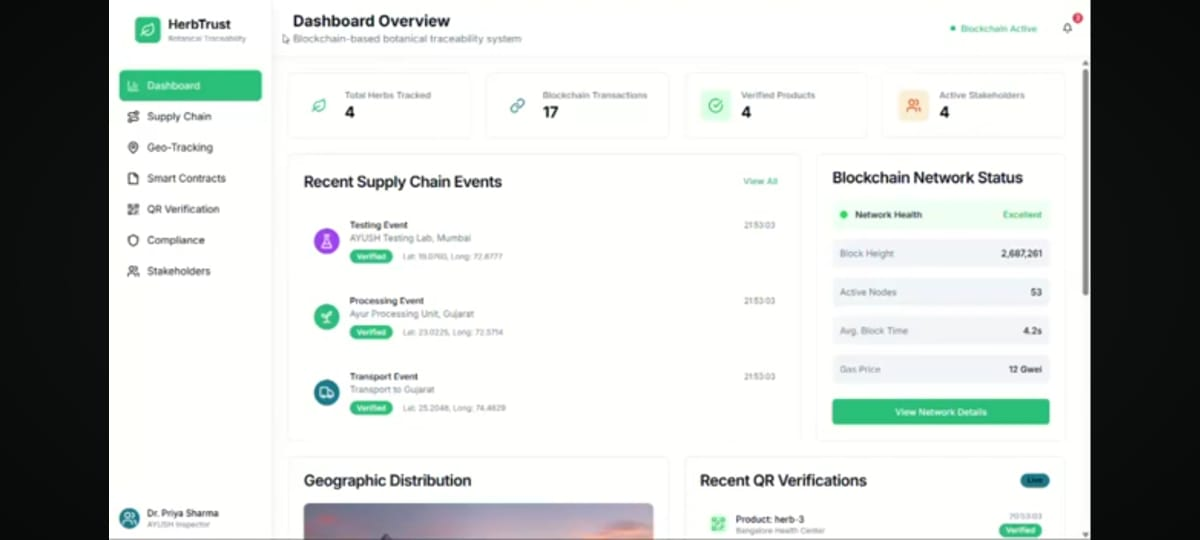 HerbTrust
Botanical Traceability
Dashboard
Supply Chain
Geo-Tracking
Smart Contracts
QR Verification
Compliance
Stakeholders
Dr. Priya Sharma
AYUSH Inspector
Dashboard Overview
Blockchain-based botanical traceability system
Blockchain Active
Total Herbs Tracked
4
Blockchain Transactions
17
Verified Products
4
Active Stakeholders
4
Recent Supply Chain Events
View All
Testing Event
21:53:03
AYUSH Testing Lab, Mumbai
Verified Lat: 19.0760, Long: 72.8777
Processing Event
21:53:03
Ayur Processing Unit, Gujarat
Verified Lat: 23.0225, Long: 72.5714
Transport Event
21:53:03
Transport to Gujarat
Verified Lat: 25.2048, Long: 74.4829
Blockchain Network Status
Network Health Excellent
Block Height 2,687,261
Active Nodes 53
Avg. Block Time 4.2s
Gas Price 12 Gwei
View Network Details
Geographic Distribution
Recent QR Verifications
Live
Product: herb-3
Bangalore Health Center
20:53:03
Verified